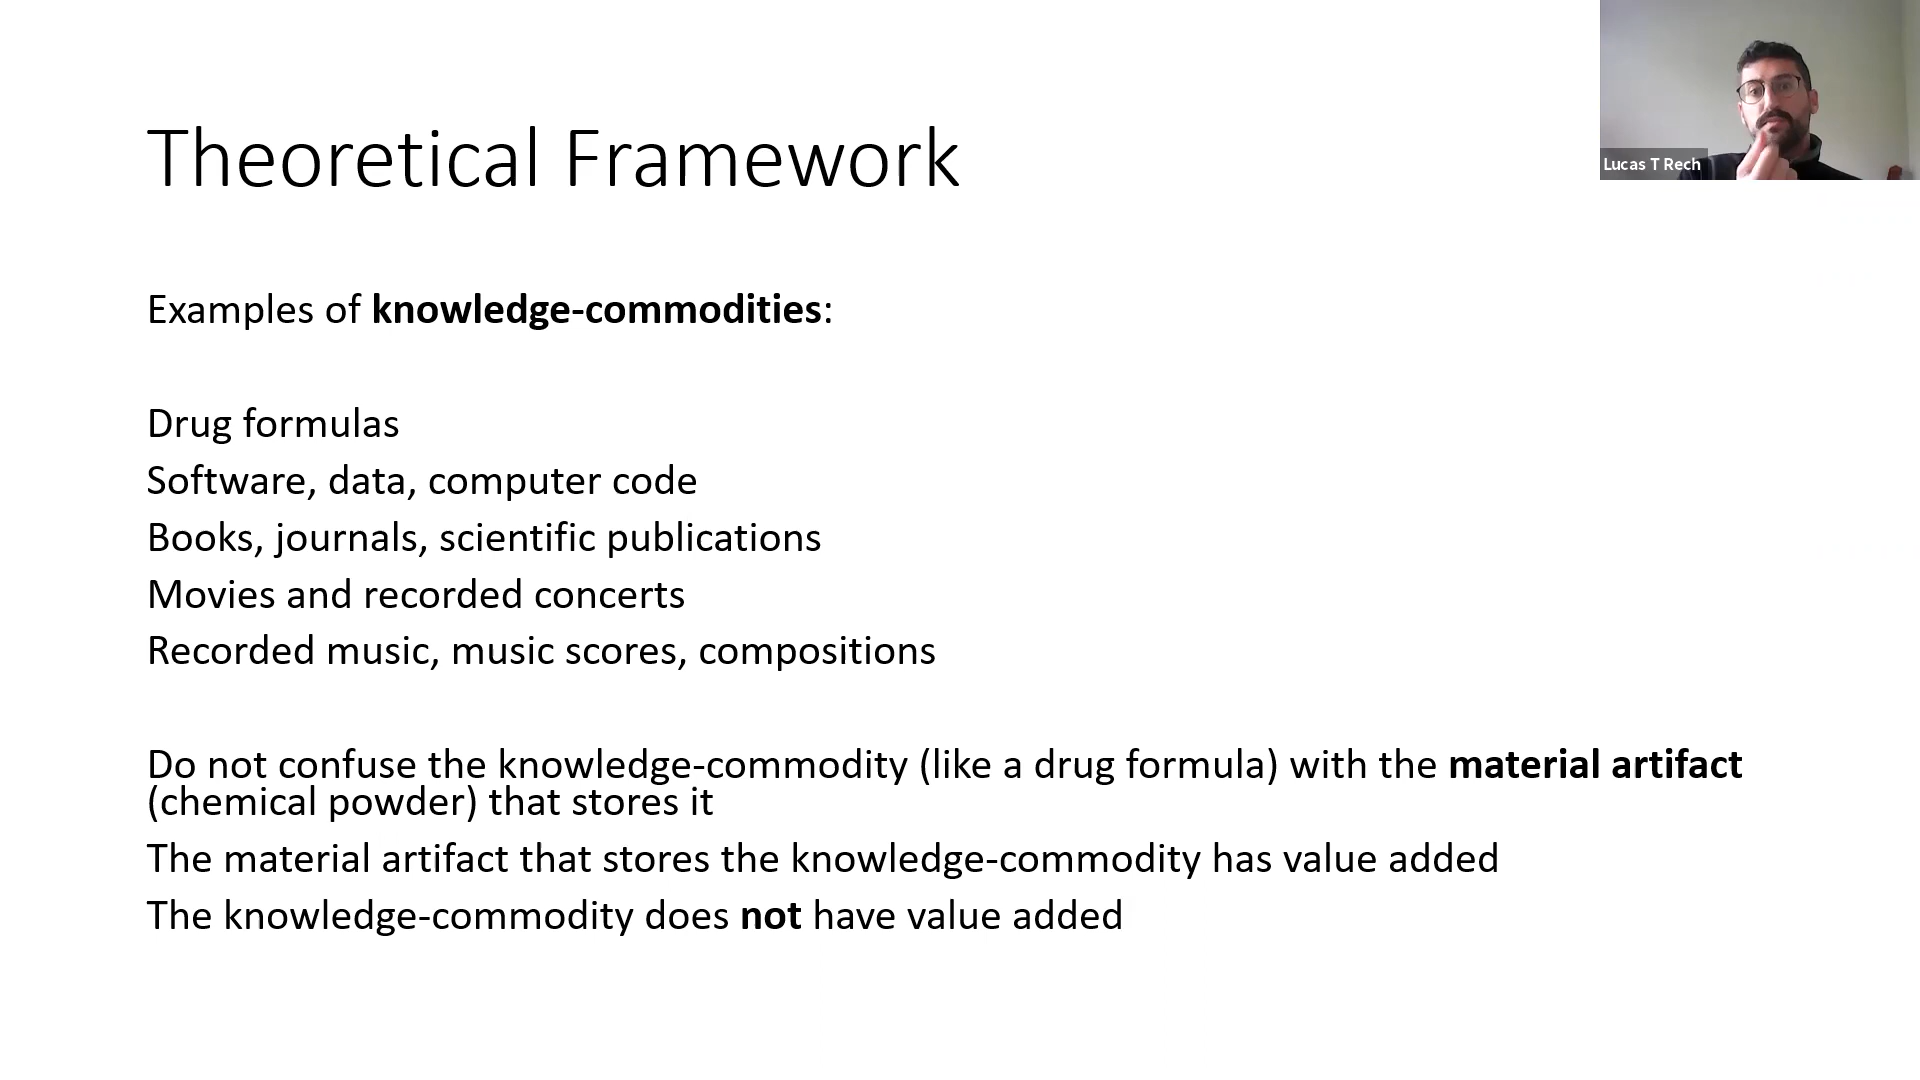 Theoretical Framework
Lucas T Rech
Examples of knowledge-commodities:
Drug formulas
Software, data, computer code
Books, journals, scientific publications
Movies and recorded concerts
Recorded music, music scores, compositions
Do not confuse the knowledge-commodity (like a drug formula) with the material artifact
(chemical powder) that stores it
The material artifact that stores the knowledge-commodity has value added
The knowledge-commodity does not have value added